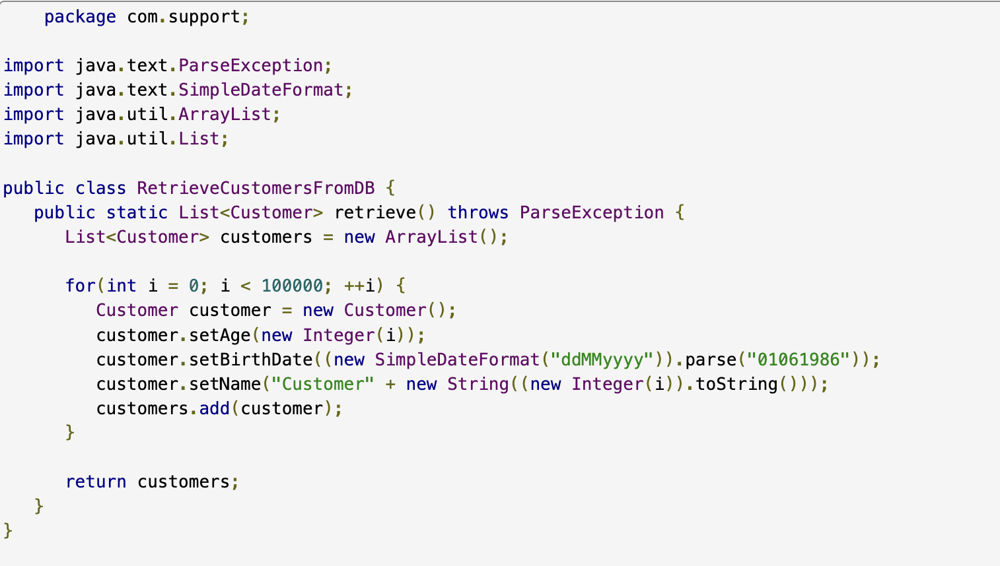 package com.support;
import java.text.ParseException;
import java.text.SimpleDateFormat;
import java.util.ArrayList;
import java.util.List;
public class RetrieveCustomersFromDB {
public static List<Customer> retrieve() throws ParseException {
List<Customer> customers = new ArrayList();
for(int i = 0; i < 100000; ++i) {
Customer customer = new Customer();
customer.setAge(new Integer(i));
customer.setBirthDate((new SimpleDateFormat("ddMMyyyy")).parse("01061986"));
customer.setName("Customer" + new String((new Integer(i)).toString()));
customers.add(customer);
}
return customers;
}
}